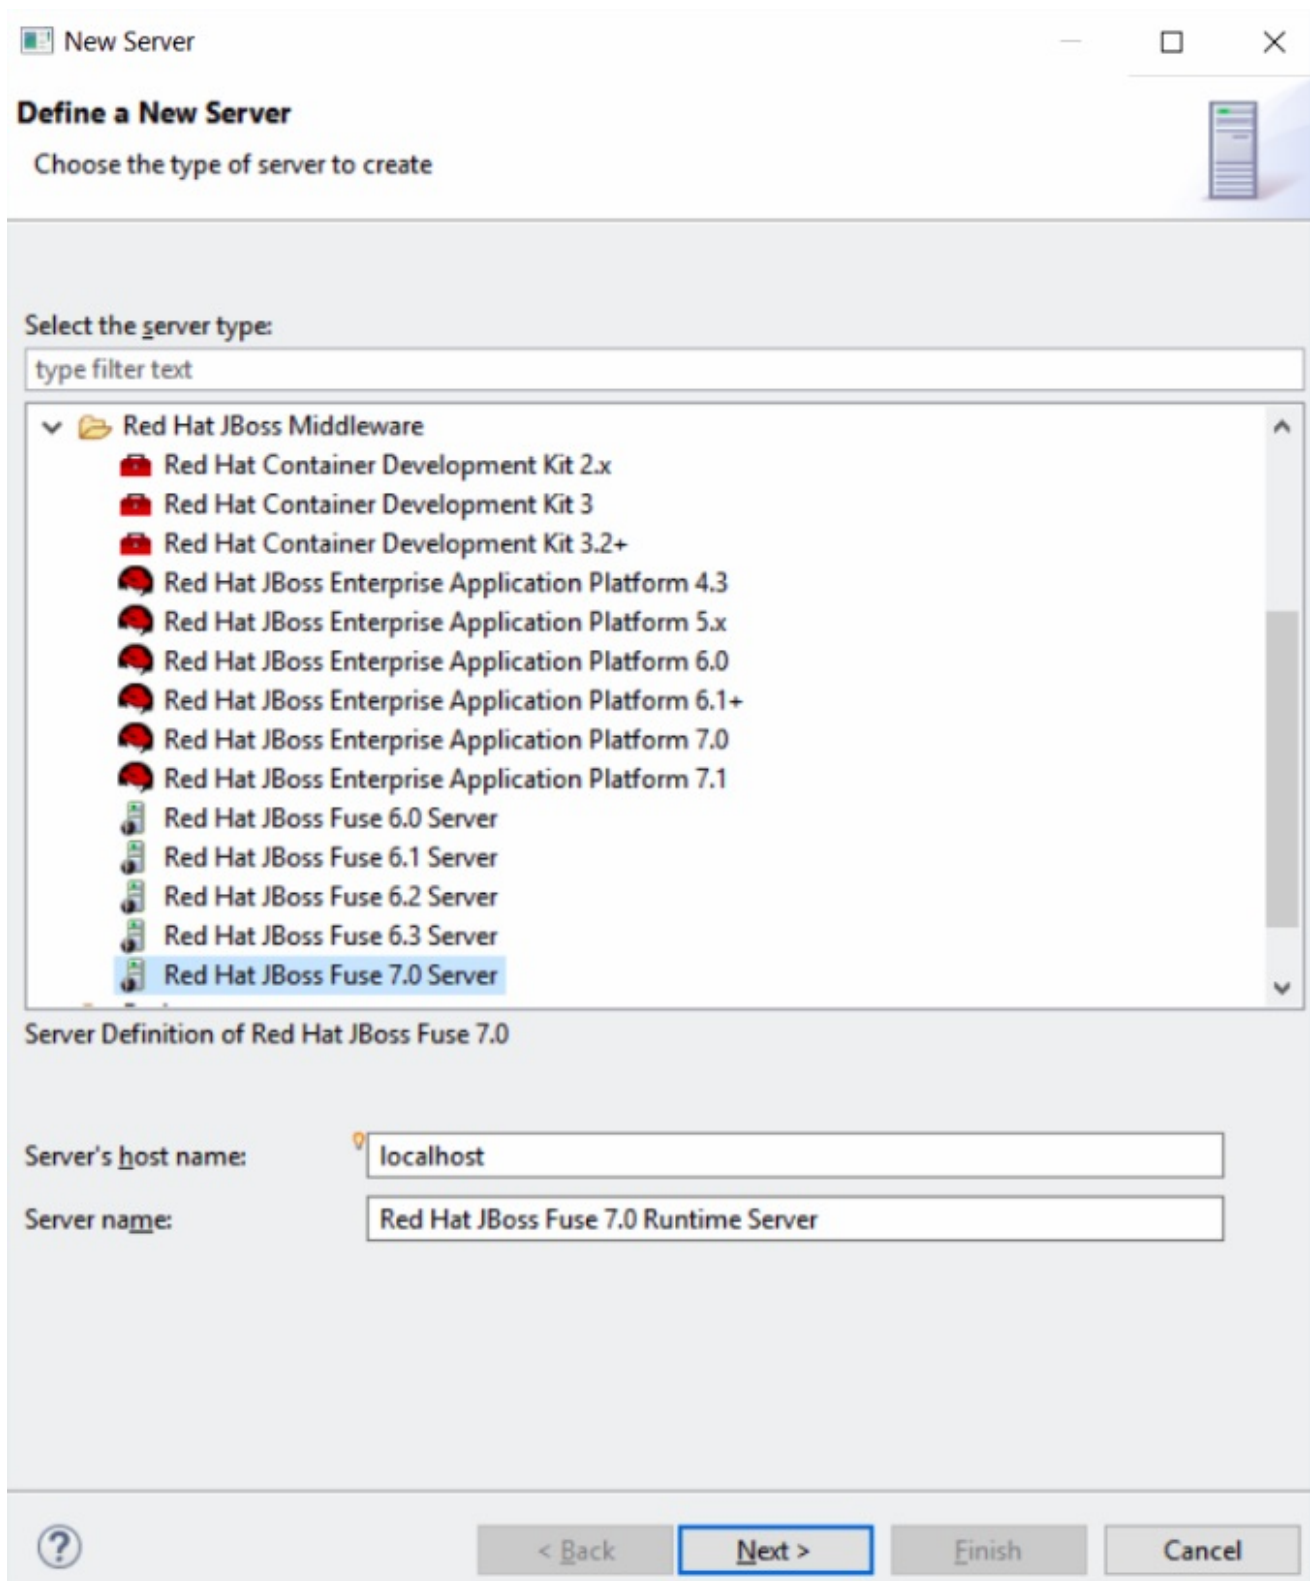 New Server
Define a New Server
Choose the type of server to create
Select the server type:
type filter text
Red Hat JBoss Middleware
Red Hat Container Development Kit 2.x
Red Hat Container Development Kit 3
Red Hat Container Development Kit 3.2+
Red Hat JBoss Enterprise Application Platform 4.3
Red Hat JBoss Enterprise Application Platform 5.x
Red Hat JBoss Enterprise Application Platform 6.0
Red Hat JBoss Enterprise Application Platform 6.1+
Red Hat JBoss Enterprise Application Platform 7.0
Red Hat JBoss Enterprise Application Platform 7.1
Red Hat JBoss Fuse 6.0 Server
Red Hat JBoss Fuse 6.1 Server
Red Hat JBoss Fuse 6.2 Server
Red Hat JBoss Fuse 6.3 Server
Red Hat JBoss Fuse 7.0 Server
Server Definition of Red Hat JBoss Fuse 7.0
Server's host name: localhost
Server name: Red Hat JBoss Fuse 7.0 Runtime Server
? < Back Next > Finish Cancel